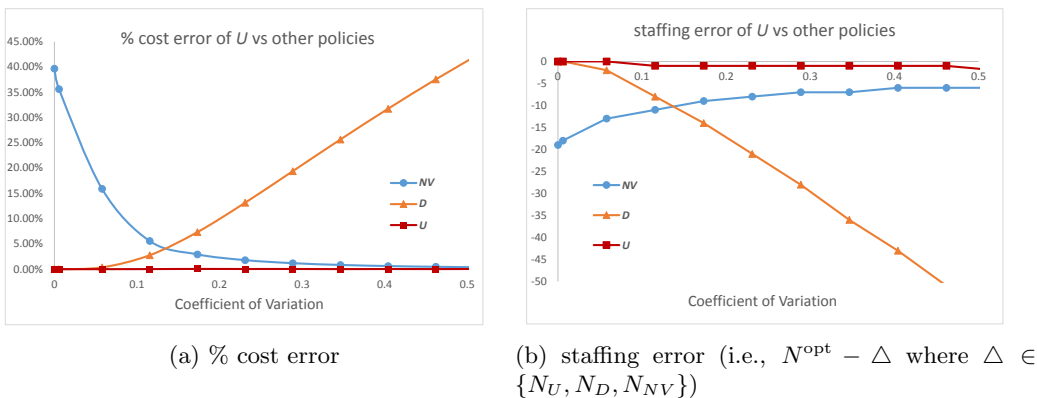 % cost error of U vs other policies
45.00%
40.00%
35.00%
30.00%
25.00%
20.00%
15.00%
10.00%
5.00%
0.00%
0 0.1 0.2 0.3 0.4 0.5
Coefficient of Variation
NV
D
U
(a) % cost error
staffing error of U vs other policies
0
-5
-10
-15
-20
-25
-30
-35
-40
-45
-50
0 0.1 0.2 0.3 0.4 0.5
NV
D
U
Coefficient of Variation
(b) staffing error (i.e., N^opt − △ where △ ∈
{N_U, N_D, N_NV})